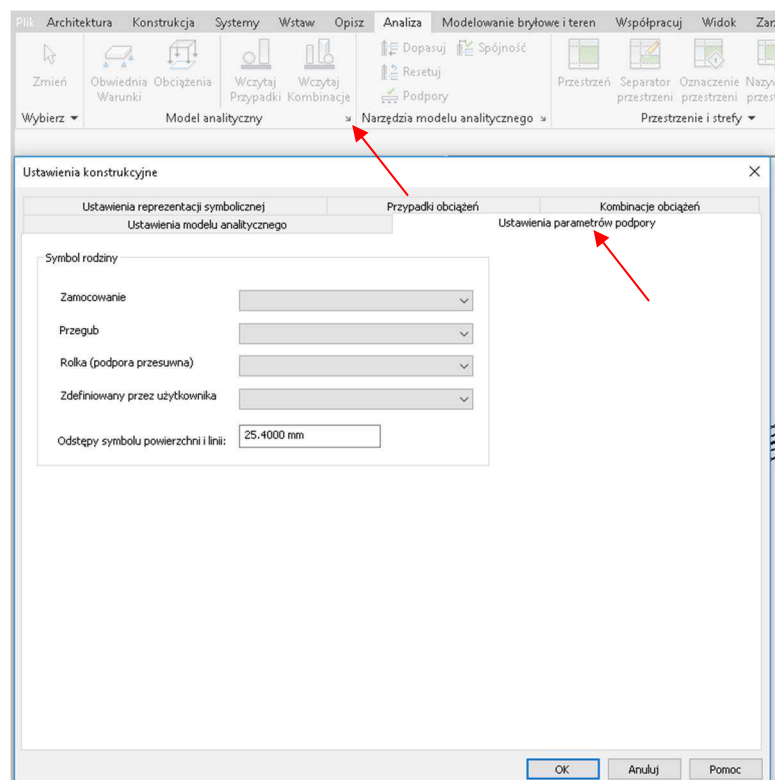 Plik Architektura Konstrukcja Systemy Wstaw Opisz Analiza Modelowanie bryłowe i teren Współpracuj Widok
Zmień Obwiednia Obciążenia Wczytaj Wczytaj Dopasuj Spójność Przestrzeń Separator Oznaczenie
Warunki Przypadki Kombinacje Resetuj przestrzeni przestrzeni
Podpory
Wybierz Model analityczny Narzędzia modelu analitycznego Przestrzenie i strefy
Ustawienia konstrukcyjne
Ustawienia reprezentacji symbolicznej Przypadki obciążeń Kombinacje obciążeń
Ustawienia modelu analitycznego Ustawienia parametrów podpory
Symbol rodziny
Zamocowanie
Przegub
Rolka (podpora przesuwna)
Zdefiniowany przez użytkownika
Odstępy symbolu powierzchni i linii: 25.4000 mm
OK Anuluj Pomoc